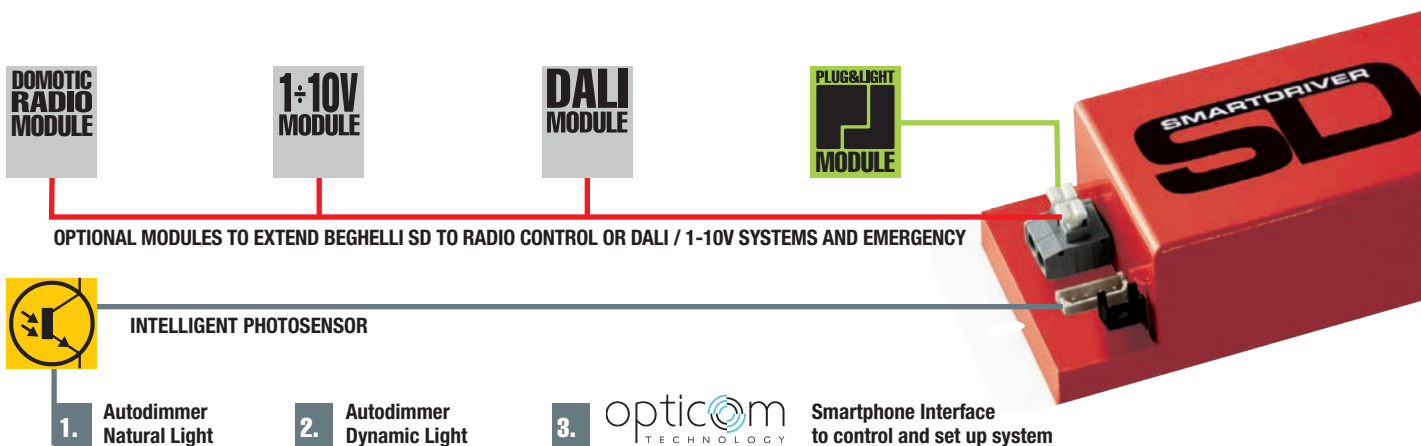 DOMOTIC
RADIO
MODULE
1÷10V
MODULE
DALI
MODULE
PLUG&LIGHT
MODULE
SMARTDRIVER
SD
OPTIONAL MODULES TO EXTEND BEGHELLI SD TO RADIO CONTROL OR DALI / 1-10V SYSTEMS AND EMERGENCY
INTELLIGENT PHOTOSENSOR
1.
Autodimmer
Natural Light
2.
Autodimmer
Dynamic Light
3.
opticom
TECHNOLOGY
Smartphone Interface
to control and set up system